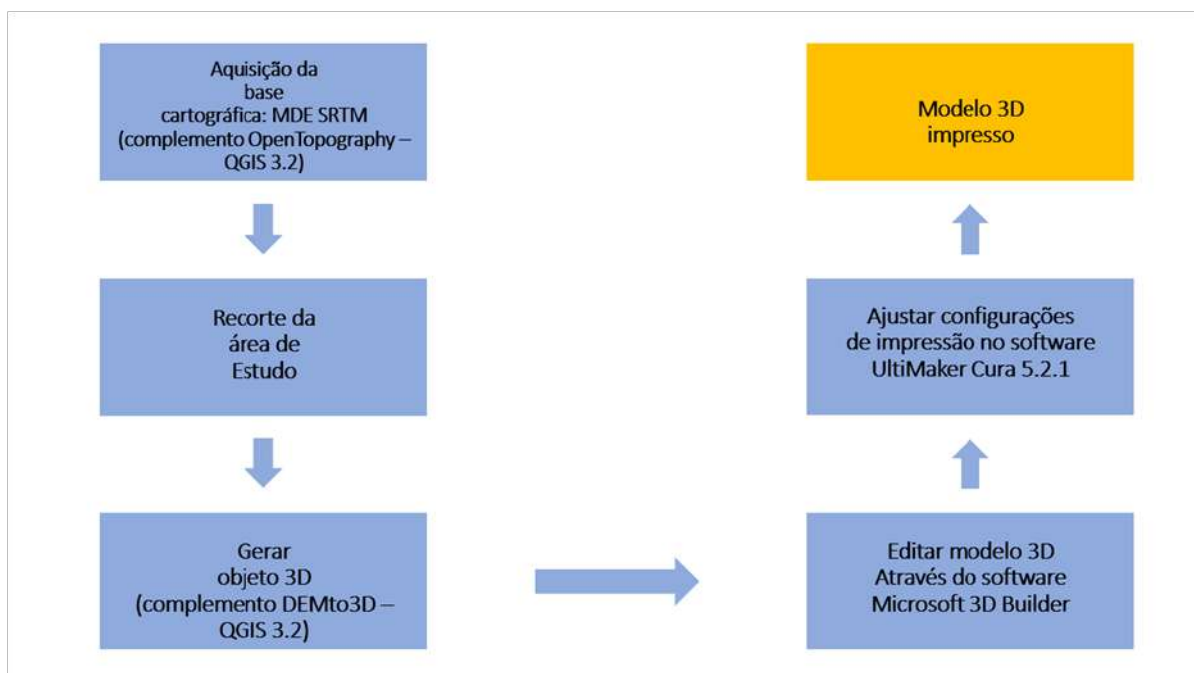 Aquisição da
base
cartográfica: MDE SRTM
(complemento OpenTopography –
QGIS 3.2)
Recorte da
área de
Estudo
Gerar
objeto 3D
(complemento DEMto3D –
QGIS 3.2)
Editar modelo 3D
Através do software
Microsoft 3D Builder
Ajustar configurações
de impressão no software
UltiMaker Cura 5.2.1
Modelo 3D
impresso